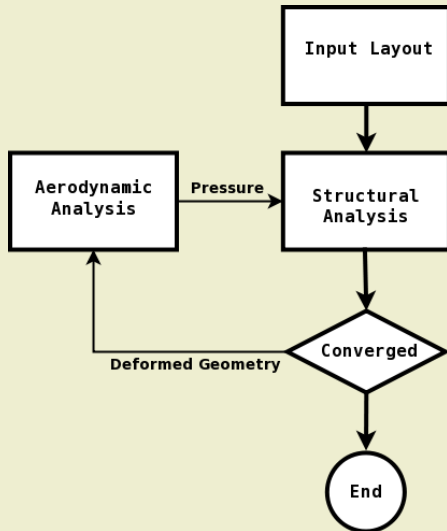 Input Layout
Aerodynamic
Analysis
Pressure
Structural
Analysis
Converged
Deformed Geometry
End